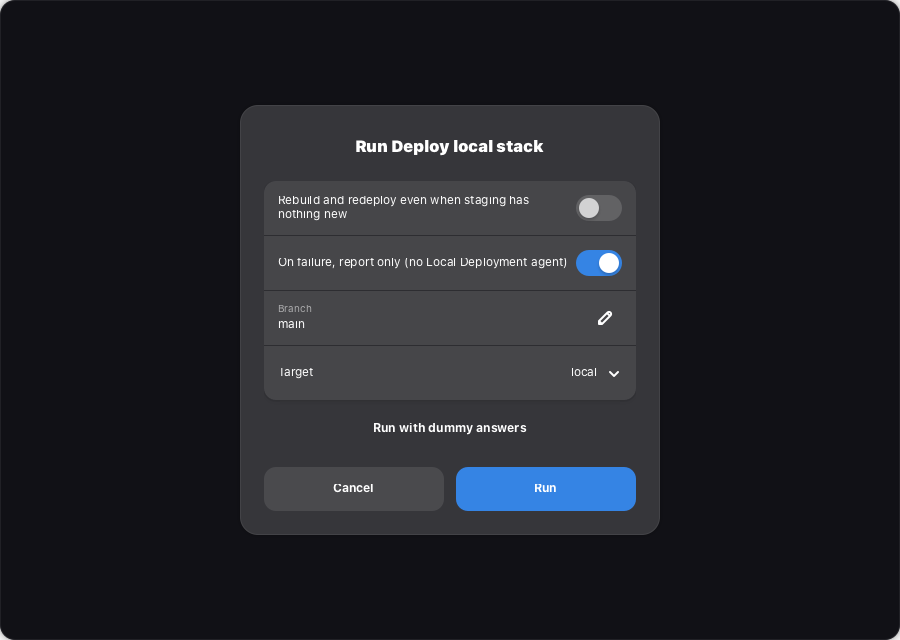 Run Deploy local stack
Rebuild and redeploy even when staging has
nothing new
On failure, report only (no Local Deployment agent)
Branch
main
Target
local
Run with dummy answers
Cancel
Run